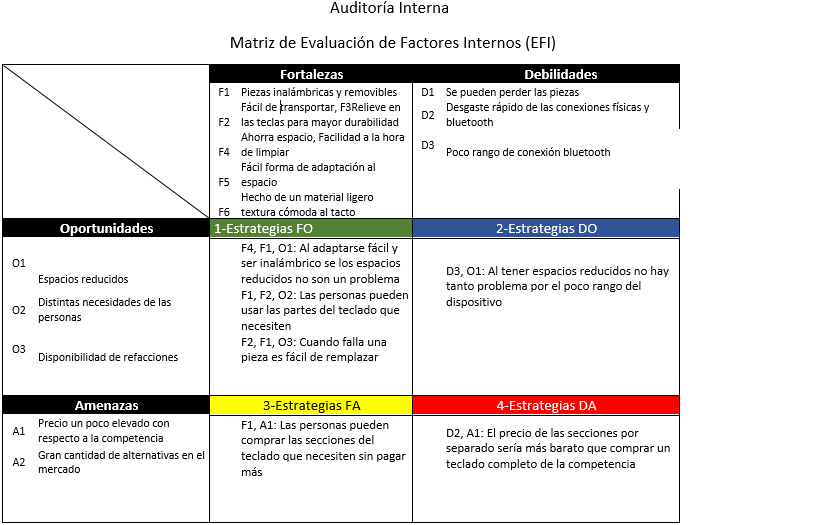 Auditoría Interna
Matriz de Evaluación de Factores Internos (EFI)
Fortalezas
F1 Piezas inalámbricas y removibles
Fácil de transportar, F3Relieve en
F2 las teclas para mayor durabilidad
Ahorra espacio, Facilidad a la hora
F4 de limpiar
Fácil forma de adaptación al
F5 espacio
Hecho de un material ligero
F6 textura cómoda al tacto
Debilidades
D1 Se pueden perder las piezas
Desgaste rápido de las conexiones físicas y
D2 bluetooth
D3
Poco rango de conexión bluetooth
Oportunidades
O1
Espacios reducidos
Distintas necesidades de las
O2 personas
O3
Disponibilidad de refacciones
1-Estrategias FO
F4, F1, O1: Al adaptarse fácil y
ser inalámbrico se los espacios
reducidos no son un problema
F1, F2, O2: Las personas pueden
usar las partes del teclado que
necesiten
F2, F1, O3: Cuando falla una
pieza es fácil de remplazar
2-Estrategias DO
D3, O1: Al tener espacios reducidos no hay
tanto problema por el poco rango del
dispositivo
Amenazas
Precio un poco elevado con
A1 respecto a la competencia
A2 Gran cantidad de alternativas en el
mercado
3-Estrategias FA
F1, A1: Las personas pueden
comprar las secciones del
teclado que necesiten sin pagar
más
4-Estrategias DA
D2, A1: El precio de las secciones por
separado sería más barato que comprar un
teclado completo de la competencia